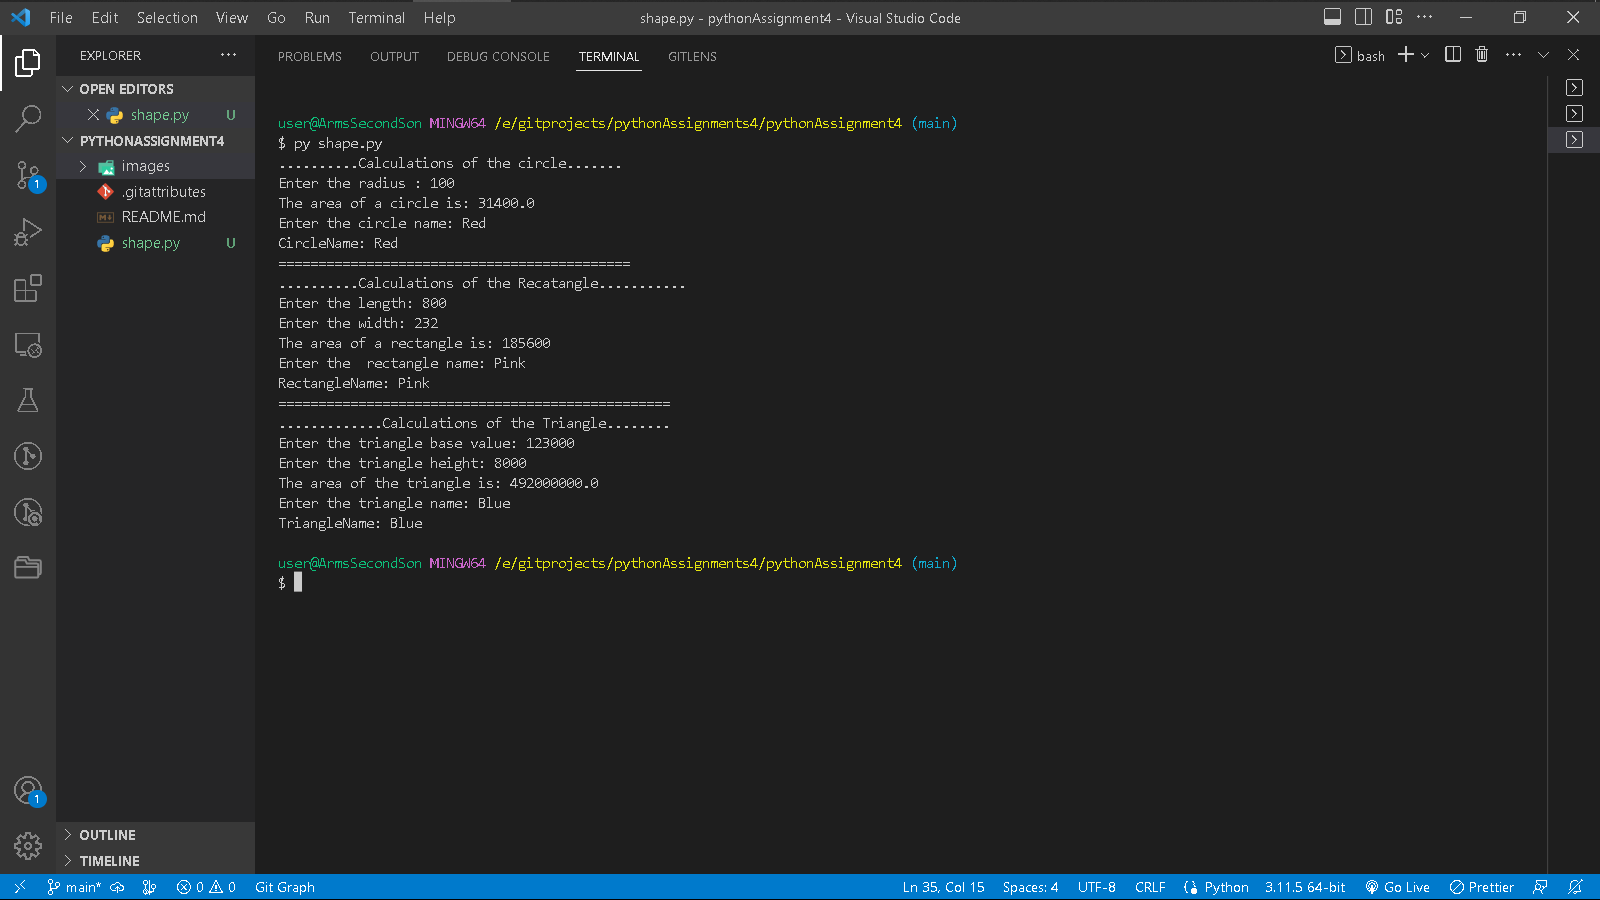 File Edit Selection View Go Run Terminal Help
shape.py - pythonAssignment4 - Visual Studio Code
EXPLORER
OPEN EDITORS
shape.py U
PYTHONASSIGNMENT4
images
.gitattributes
README.md
shape.py U
OUTLINE
TIMELINE
1
1
PROBLEMS OUTPUT DEBUG CONSOLE TERMINAL GITLENS
bash
user@ArmsSecondSon MINGW64 /e/gitprojects/pythonAssignments4/pythonAssignment4 (main)
$ py shape.py
..........Calculations of the circle.......
Enter the radius : 100
The area of a circle is: 31400.0
Enter the circle name: Red
CircleName: Red
============================================
..........Calculations of the Recatangle...........
Enter the length: 800
Enter the width: 232
The area of a rectangle is: 185600
Enter the  rectangle name: Pink
RectangleName: Pink
=================================================
.............Calculations of the Triangle........
Enter the triangle base value: 123000
Enter the triangle height: 8000
The area of the triangle is: 492000000.0
Enter the triangle name: Blue
TriangleName: Blue
user@ArmsSecondSon MINGW64 /e/gitprojects/pythonAssignments4/pythonAssignment4 (main)
$
main* 0 0 Git Graph
Ln 35, Col 15 Spaces: 4 UTF-8 CRLF Python 3.11.5 64-bit Go Live Prettier